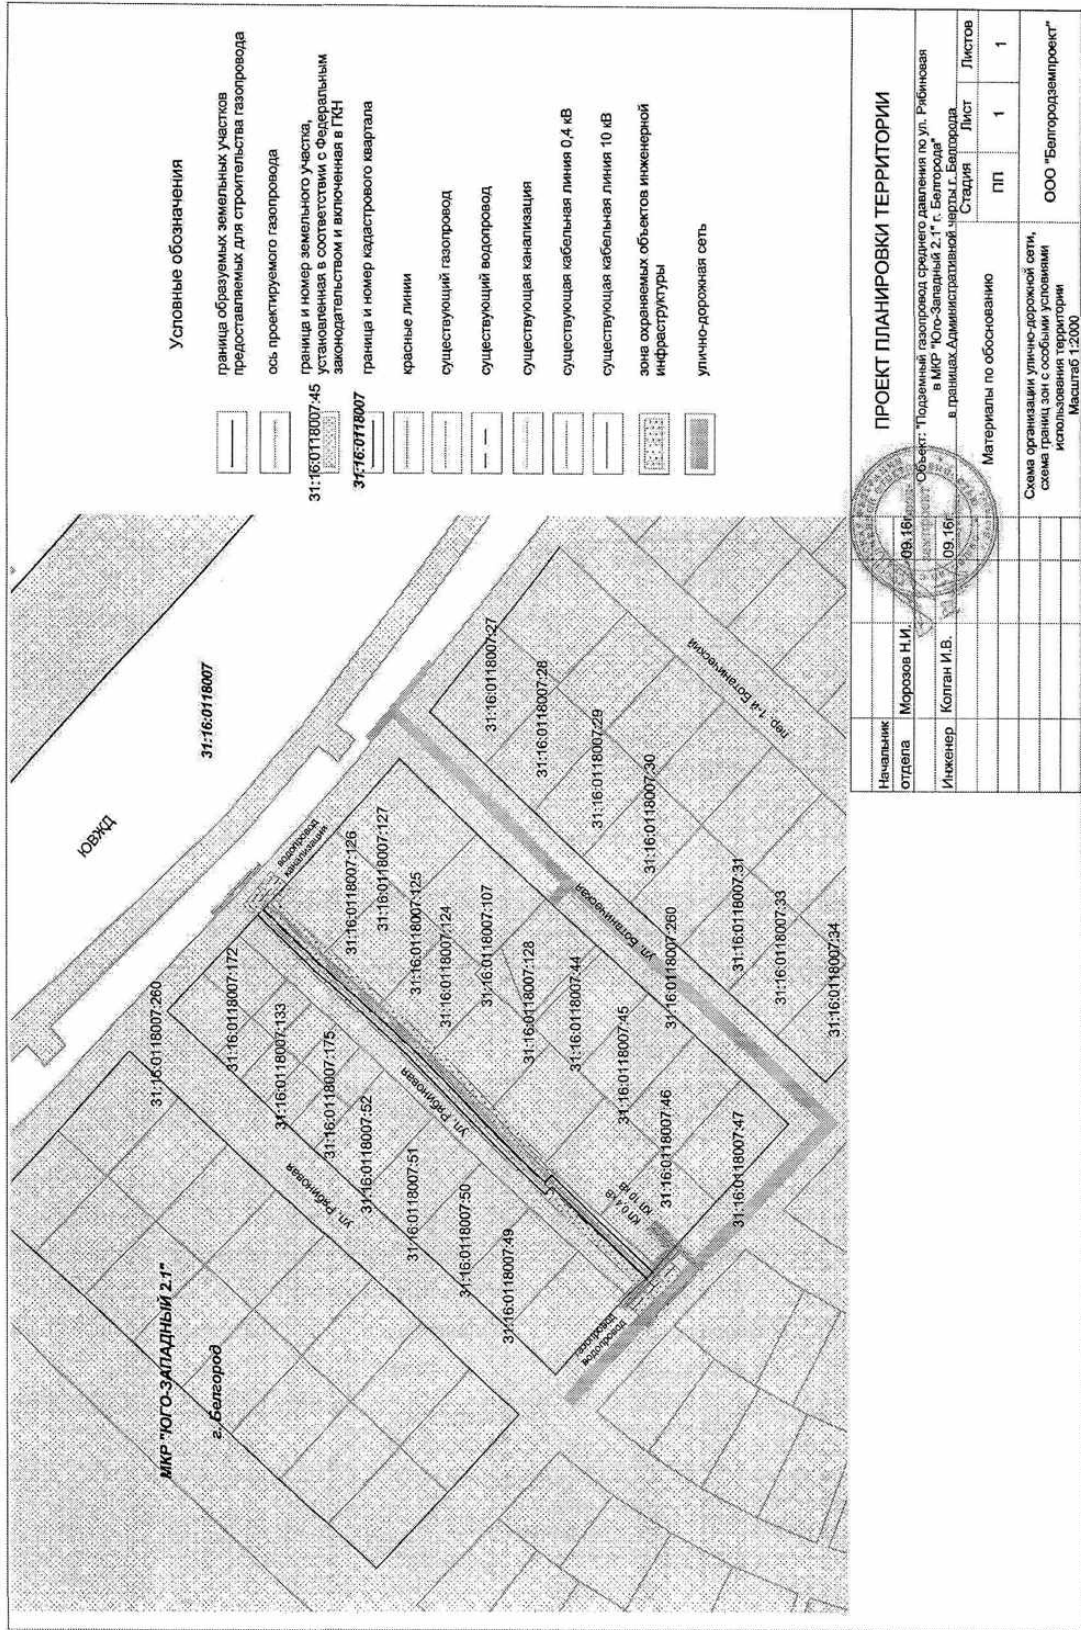 МКР "ЮГО-ЗАПАДНЫЙ 2.1"
г. Белгород
ЮВЖД
31:16:0118007
31:16:0118007:260
31:16:0118007:172
31:16:0118007:133
31:16:0118007:175
31:16:0118007:52
31:16:0118007:51
31:16:0118007:50
31:16:0118007:49
ул. Рябиновая
ул. Рябиновая
водопровод
канализация
31:16:0118007:126
31:16:0118007:127
31:16:0118007:125
31:16:0118007:124
31:16:0118007:107
31:16:0118007:128
31:16:0118007:44
31:16:0118007:45
31:16:0118007:46
31:16:0118007:47
КЛ 0,4 кВ
КЛ 10 кВ
водопровод
ул. Ботаническая
31:16:0118007:260
31:16:0118007:27
31:16:0118007:28
31:16:0118007:29
31:16:0118007:30
31:16:0118007:31
31:16:0118007:33
31:16:0118007:34
пер. 1-й Ботанический
Условные обозначения
граница образуемых земельных участков
предоставляемых для строительства газопровода
ось проектируемого газопровода
31:16:0118007:45
граница и номер земельного участка,
установленная в соответствии с Федеральным
законодательством и включенная в ГКН
31:16:0118007
граница и номер кадастрового квартала
красные линии
существующий газопровод
существующий водопровод
существующая канализация
существующая кабельная линия 0,4 кВ
существующая кабельная линия 10 кВ
зона охраняемых объектов инженерной
инфраструктуры
улично-дорожная сеть
ПРОЕКТ ПЛАНИРОВКИ ТЕРРИТОРИИ
Начальник
отдела
Морозов Н.И.
09.16г.
Объект: "Подземный газопровод среднего давления по ул. Рябиновая
в МКР "Юго-Западный 2.1" г. Белгорода"
в границах Административной черты г. Белгорода
Инженер
Колган И.В.
09.16г.
Материалы по обоснованию
Стадия
Лист
Листов
ПП
1
1
Схема организации улично-дорожной сети,
схема границ зон с особыми условиями
использования территории
Масштаб 1:2000
ООО "Белгородземпроект"